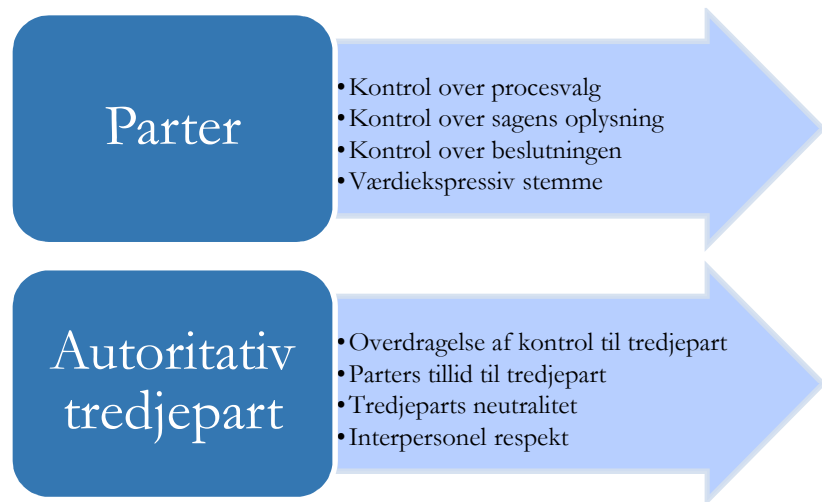 Parter
• Kontrol over procesvalg
• Kontrol over sagens oplysning
• Kontrol over beslutningen
• Værdiekspressiv stemme
Autoritativ
tredjepart
• Overdragelse af kontrol til tredjepart
• Parters tillid til tredjepart
• Tredjeparts neutralitet
• Interpersonel respekt